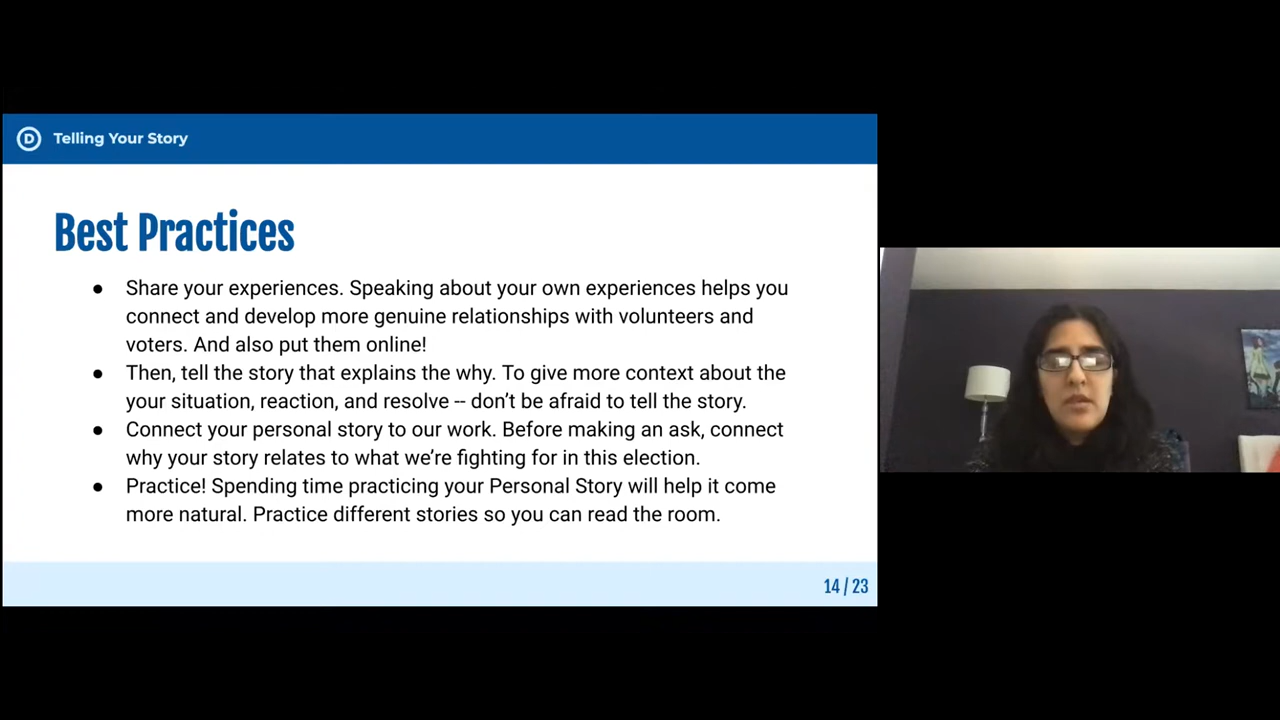 D Telling Your Story
Best Practices
● Share your experiences. Speaking about your own experiences helps you
connect and develop more genuine relationships with volunteers and
voters. And also put them online!
● Then, tell the story that explains the why. To give more context about the
your situation, reaction, and resolve -- don’t be afraid to tell the story.
● Connect your personal story to our work. Before making an ask, connect
why your story relates to what we’re fighting for in this election.
● Practice! Spending time practicing your Personal Story will help it come
more natural. Practice different stories so you can read the room.
14 / 23